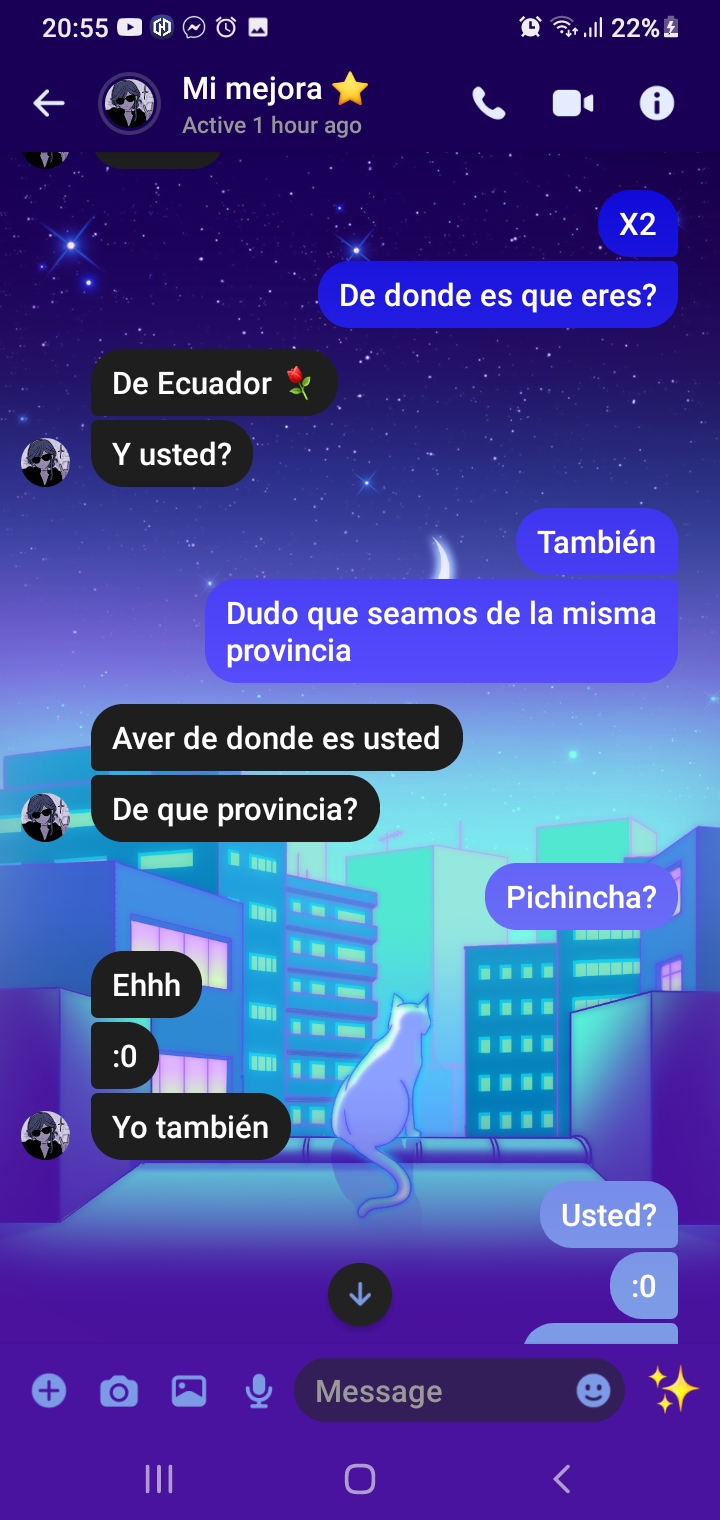 20:55
22%
Mi mejora ⭐
Active 1 hour ago
X2
De donde es que eres?
De Ecuador 🌹
Y usted?
También
Dudo que seamos de la misma
provincia
Aver de donde es usted
De que provincia?
Pichincha?
Ehhh
:0
Yo también
Usted?
:0
Message